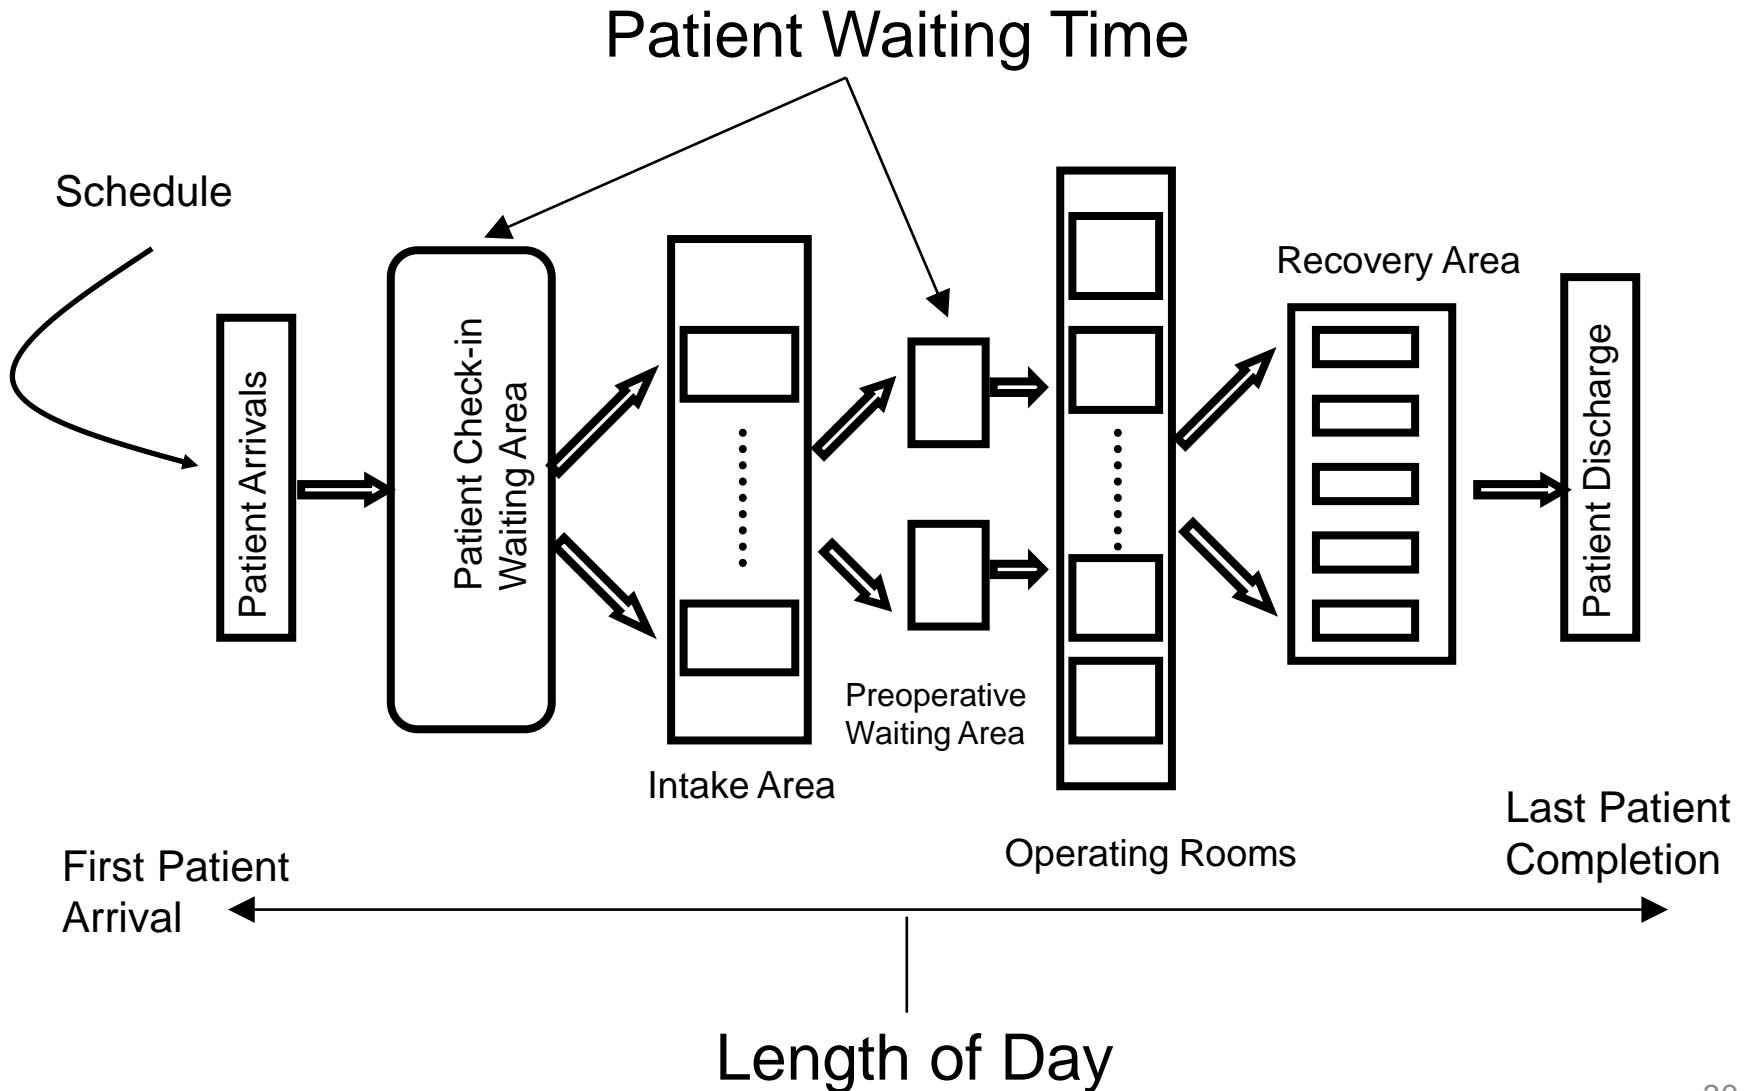 Patient Waiting Time
Schedule
Patient Arrivals
Patient Check-in
Waiting Area
Intake Area
Preoperative
Waiting Area
Operating Rooms
Recovery Area
Patient Discharge
First Patient
Arrival
Last Patient
Completion
Length of Day